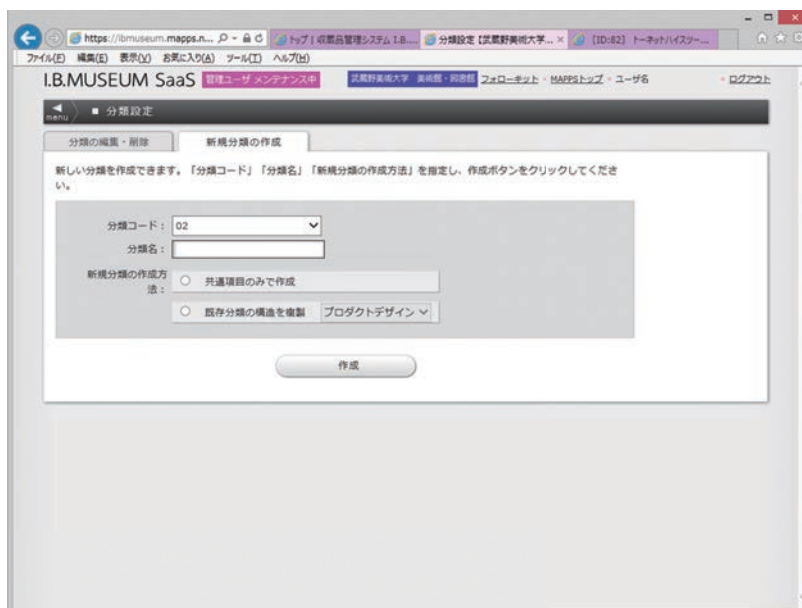 https://ibmuseum.mapps.n...
トップ | 収蔵品管理システム I.B....
分類設定【武蔵野美術大学...
[ID:82] トーネットハイスツー...
ファイル(F) 編集(E) 表示(V) お気に入り(A) ツール(T) ヘルプ(H)
I.B.MUSEUM SaaS 管理ユーザ メンテナンス中 武蔵野美術大学 美術館・図書館 フォローキット MAPPSトップ ユーザ名 ログアウト
menu ■ 分類設定
分類の編集・削除 新規分類の作成
新しい分類を作成できます。「分類コード」「分類名」「新規分類の作成方法」を指定し、作成ボタンをクリックしてくださ
い。
分類コード： 02
分類名：
新規分類の作成方
法：
共通項目のみで作成
既存分類の構造を複製 プロダクトデザイン
作成